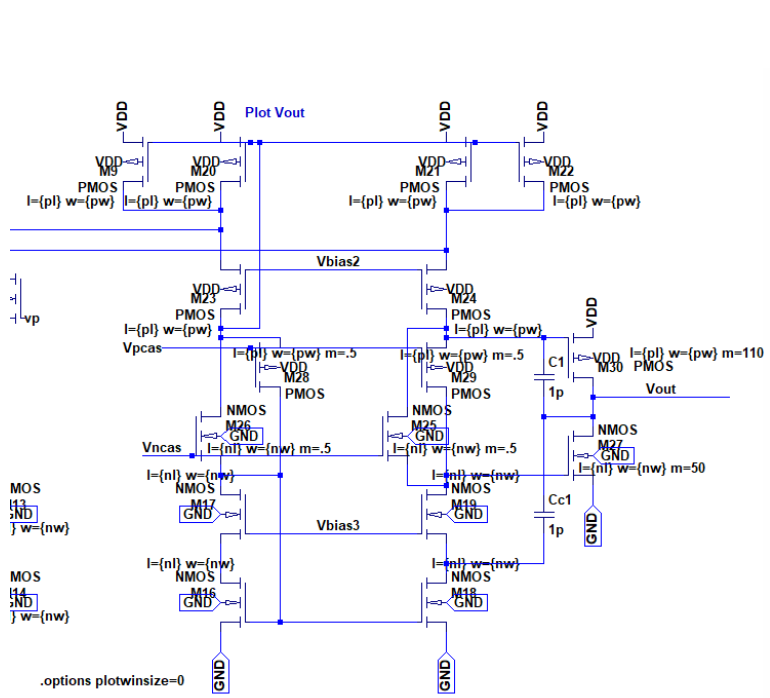 Plot Vout
VDD VDD VDD VDD
VDD VDD VDD VDD
M9 M20 M21 M22
PMOS PMOS PMOS PMOS
l={pl} w={pw} l={pl} w={pw} l={pl} w={pw} l={pl} w={pw}
Vbias2
VDD VDD
M23 M24
PMOS PMOS
vp
l={pl} w={pw} l={pl} w={pw}
VDD
Vpcas
l={pl} w={pw} m=.5 l={pl} w={pw} m=.5 l={pl} w={pw} m=110
VDD VDD C1 VDD
M28 M29 M30 PMOS
PMOS PMOS 1p Vout
NMOS NMOS
M26 M25 NMOS
GND GND M27
Vncas l={nl} w={nw} m=.5 l={nl} w={nw} m=.5 GND
l={nl} w={nw} m=50
l={nl} w={nw} l={nl} w={nw}
MOS NMOS NMOS
M17 M19 Cc1
GND GND
} w={nw} Vbias3 1p GND
l={nl} w={nw} l={nl} w={nw}
MOS NMOS NMOS
M16 M18
GND GND
} w={nw}
GND GND
.options plotwinsize=0